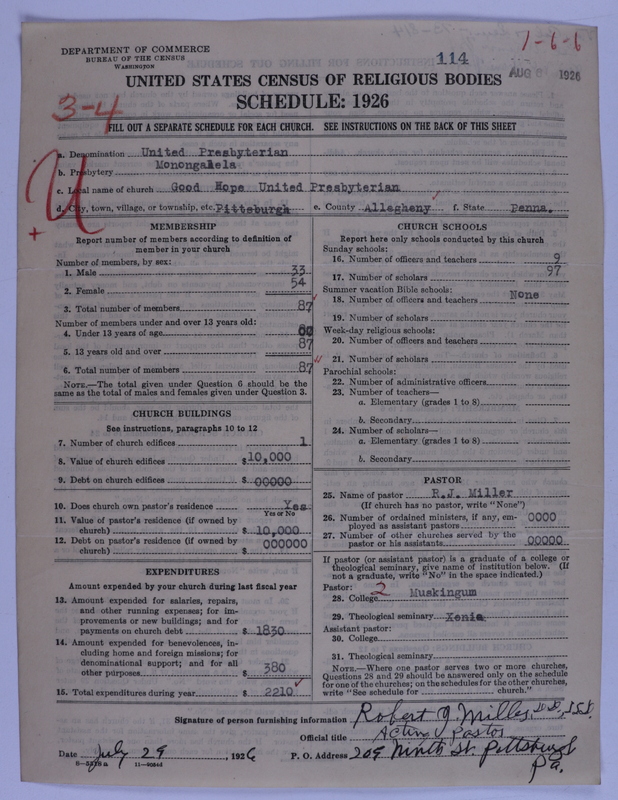 DEPARTMENT OF COMMERCE
BUREAU OF THE CENSUS
WASHINGTON
114
1-6-6
AUG 1926
UNITED STATES CENSUS OF RELIGIOUS BODIES
SCHEDULE: 1926
3-4
FILL OUT A SEPARATE SCHEDULE FOR EACH CHURCH. SEE INSTRUCTIONS ON THE BACK OF THIS SHEET
a. Denomination United Presbyterian
b. Presbytery Monongahela
c. Local name of church Good Hope United Presbyterian
d. City, town, village, or township, etc. Pittsburgh e. County Allegheny f. State Penna.
MEMBERSHIP
Report number of members according to definition of
member in your church
Number of members, by sex:
1. Male 33
2. Female 54
3. Total number of members 87
Number of members under and over 13 years old:
4. Under 13 years of age
5. 13 years old and over 87
6. Total number of members 87
NOTE.—The total given under Question 6 should be the
same as the total of males and females given under Question 3.
CHURCH BUILDINGS
See instructions, paragraphs 10 to 12
7. Number of church edifices 1
8. Value of church edifices $10,000
9. Debt on church edifices $ 00000
10. Does church own pastor's residence Yes
Yes or No
11. Value of pastor's residence (if owned by
church) $ 10,000
12. Debt on pastor's residence (if owned by
church) $ 000000
EXPENDITURES
Amount expended by your church during last fiscal year
13. Amount expended for salaries, repairs,
and other running expenses; for im-
provements or new buildings; and for
payments on church debt $ 1830
14. Amount expended for benevolences, in-
cluding home and foreign missions; for
denominational support; and for all
other purposes $ 380
15. Total expenditures during year $ 2210
CHURCH SCHOOLS
Report here only schools conducted by this church
Sunday schools:
16. Number of officers and teachers 9
17. Number of scholars 97
Summer vacation Bible schools:
18. Number of officers and teachers None
19. Number of scholars
Week-day religious schools:
20. Number of officers and teachers
21. Number of scholars
Parochial schools:
22. Number of administrative officers
23. Number of teachers—
a. Elementary (grades 1 to 8)
b. Secondary
24. Number of scholars—
a. Elementary (grades 1 to 8)
b. Secondary
PASTOR
25. Name of pastor R.J. Miller
(If church has no pastor, write "None")
26. Number of ordained ministers, if any, em-
ployed as assistant pastors 0000
27. Number of other churches served by the
pastor or his assistants 00000
If pastor (or assistant pastor) is a graduate of a college or
theological seminary, give name of institution below. (If
not a graduate, write "No" in the space indicated.)
Pastor: 2
28. College Muskingum
29. Theological seminary Xenia
Assistant pastor:
30. College
31. Theological seminary
NOTE.—Where one pastor serves two or more churches,
Questions 28 and 29 should be answered only on the schedule
for one of the churches; on the schedules for the other churches,
write "See schedule for church."
Signature of person furnishing information Robert J. Miller,
Official title Acting Pastor
Date July 29, 1926 P. O. Address 209 Ninth St. Pittsburgh
Pa.